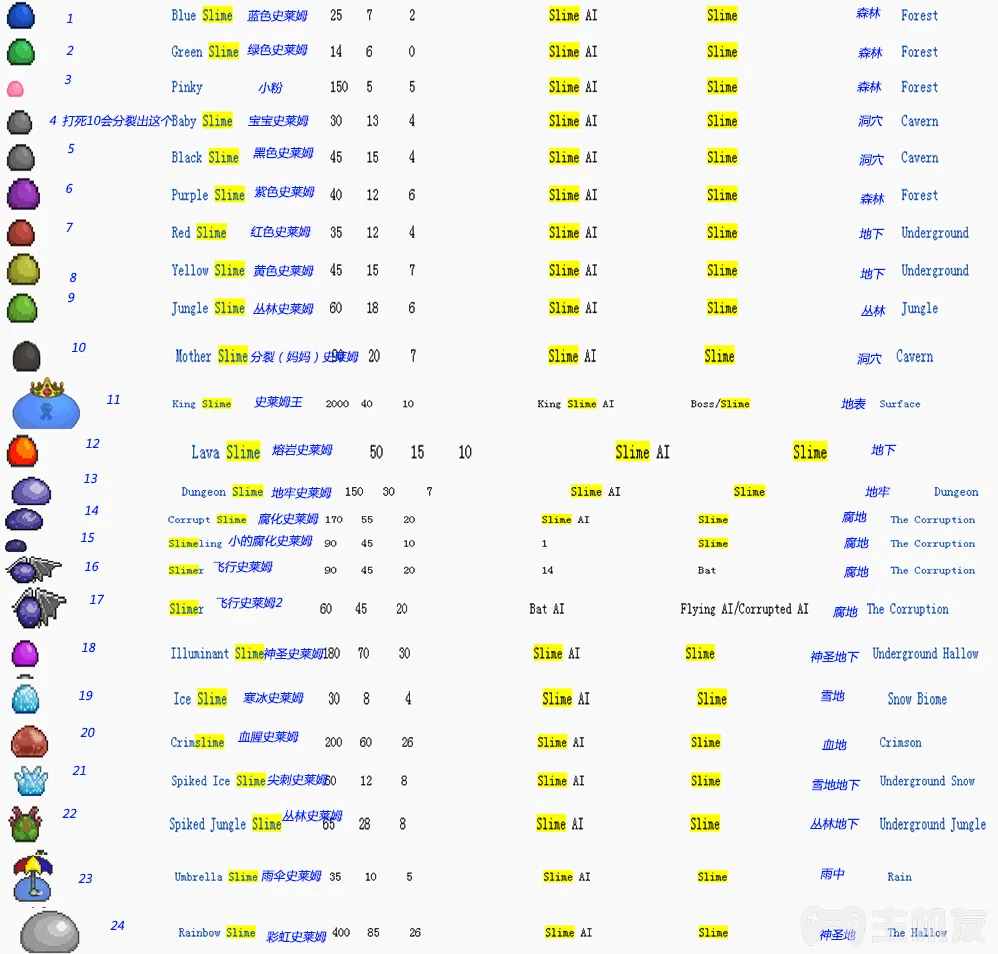 1 Blue Slime 蓝色史莱姆 25 7 2 Slime AI Slime 森林 Forest
2 Green Slime 绿色史莱姆 14 6 0 Slime AI Slime 森林 Forest
3 Pinky 小粉 150 5 5 Slime AI Slime 森林 Forest
4 打死10会分裂出这个 Baby Slime 宝宝史莱姆 30 13 4 Slime AI Slime 洞穴 Cavern
5 Black Slime 黑色史莱姆 45 15 4 Slime AI Slime 洞穴 Cavern
6 Purple Slime 紫色史莱姆 40 12 6 Slime AI Slime 森林 Forest
7 Red Slime 红色史莱姆 35 12 4 Slime AI Slime 地下 Underground
8 Yellow Slime 黄色史莱姆 45 15 7 Slime AI Slime 地下 Underground
9 Jungle Slime 丛林史莱姆 60 18 6 Slime AI Slime 丛林 Jungle
10 Mother Slime 分裂（妈妈）史莱姆 90 20 7 Slime AI Slime 洞穴 Cavern
11 King Slime 史莱姆王 2000 40 10 King Slime AI Boss/Slime 地表 Surface
12 Lava Slime 熔岩史莱姆 50 15 10 Slime AI Slime 地下
13 Dungeon Slime 地牢史莱姆 150 30 7 Slime AI Slime 地牢 Dungeon
14 Corrupt Slime 腐化史莱姆 170 55 20 Slime AI Slime 腐地 The Corruption
15 Slimeling 小的腐化史莱姆 90 45 10 1 Slime 腐地 The Corruption
16 Slimer 飞行史莱姆 90 45 20 14 Bat 腐地 The Corruption
17 Slimer 飞行史莱姆2 60 45 20 Bat AI Flying AI/Corrupted AI 腐地 The Corruption
18 Illuminant Slime 神圣史莱姆 180 70 30 Slime AI Slime 神圣地下 Underground Hallow
19 Ice Slime 寒冰史莱姆 30 8 4 Slime AI Slime 雪地 Snow Biome
20 Crimslime 血腥史莱姆 200 60 26 Slime AI Slime 血地 Crimson
21 Spiked Ice Slime 尖刺史莱姆 60 12 8 Slime AI Slime 雪地地下 Underground Snow
22 Spiked Jungle Slime 丛林史莱姆 65 28 8 Slime AI Slime 丛林地下 Underground Jungle
23 Umbrella Slime 雨伞史莱姆 35 10 5 Slime AI Slime 雨中 Rain
24 Rainbow Slime 彩虹史莱姆 400 85 26 Slime AI Slime 神圣地 The Hallow
主机友